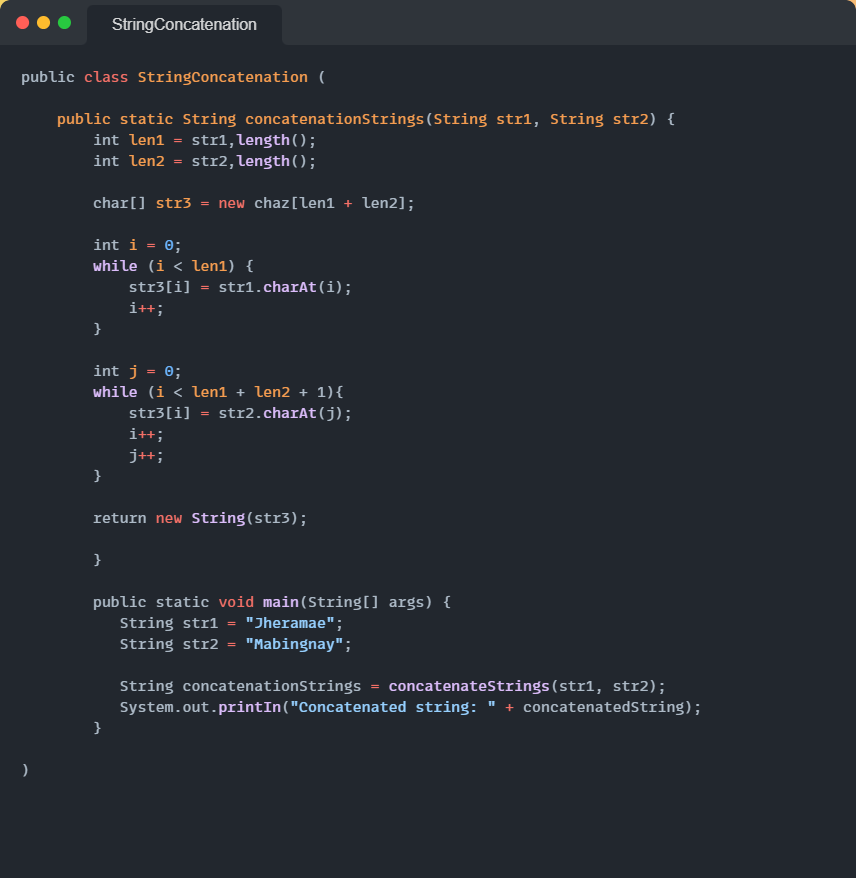 StringConcatenation
public class StringConcatenation (
public static String concatenationStrings(String str1, String str2) {
int len1 = str1,length();
int len2 = str2,length();
char[] str3 = new chaz[len1 + len2];
int i = 0;
while (i < len1) {
str3[i] = str1.charAt(i);
i++;
}
int j = 0;
while (i < len1 + len2 + 1){
str3[i] = str2.charAt(j);
i++;
j++;
}
return new String(str3);
}
public static void main(String[] args) {
String str1 = "Jheramae";
String str2 = "Mabingnay";
String concatenationStrings = concatenateStrings(str1, str2);
System.out.printIn("Concatenated string: " + concatenatedString);
}
)